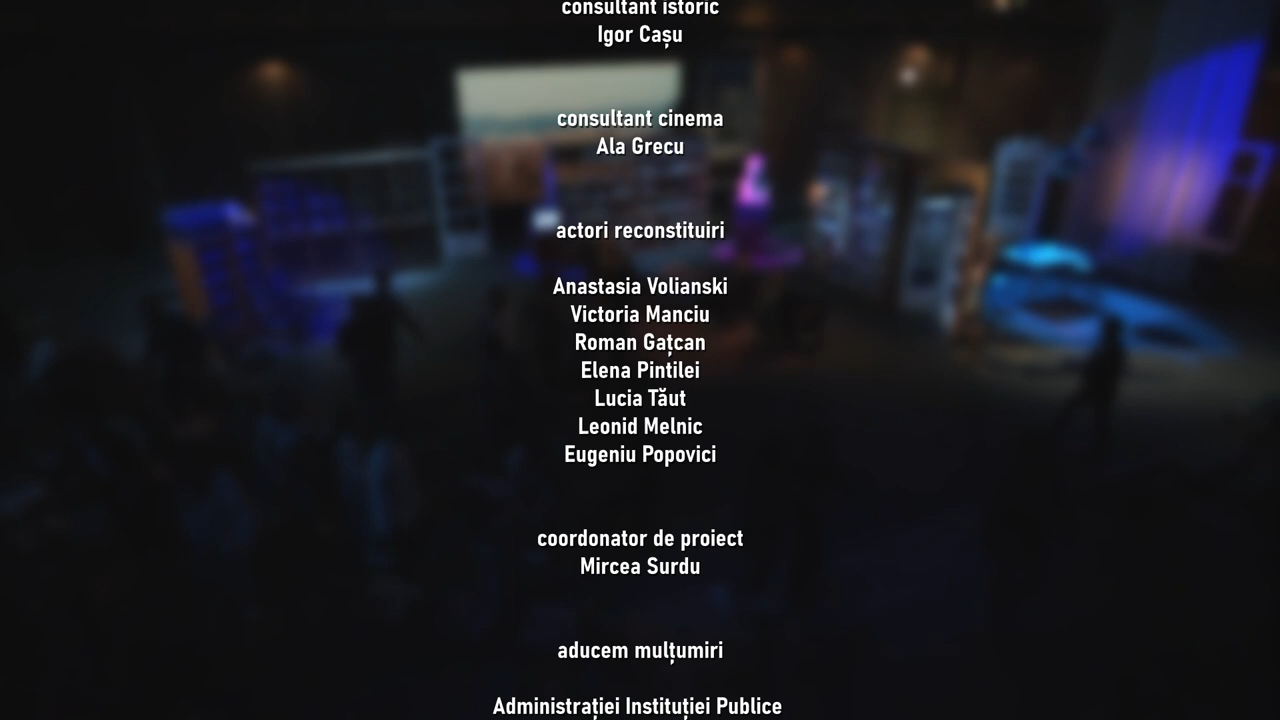 consultant istoric
Igor Cașu
consultant cinema
Ala Grecu
actori reconstituiri
Anastasia Volianski
Victoria Manciu
Roman Gațcan
Elena Pintilei
Lucia Tăut
Leonid Melnic
Eugeniu Popovici
coordonator de proiect
Mircea Surdu
aducem mulțumiri
Administrației Instituției Publice